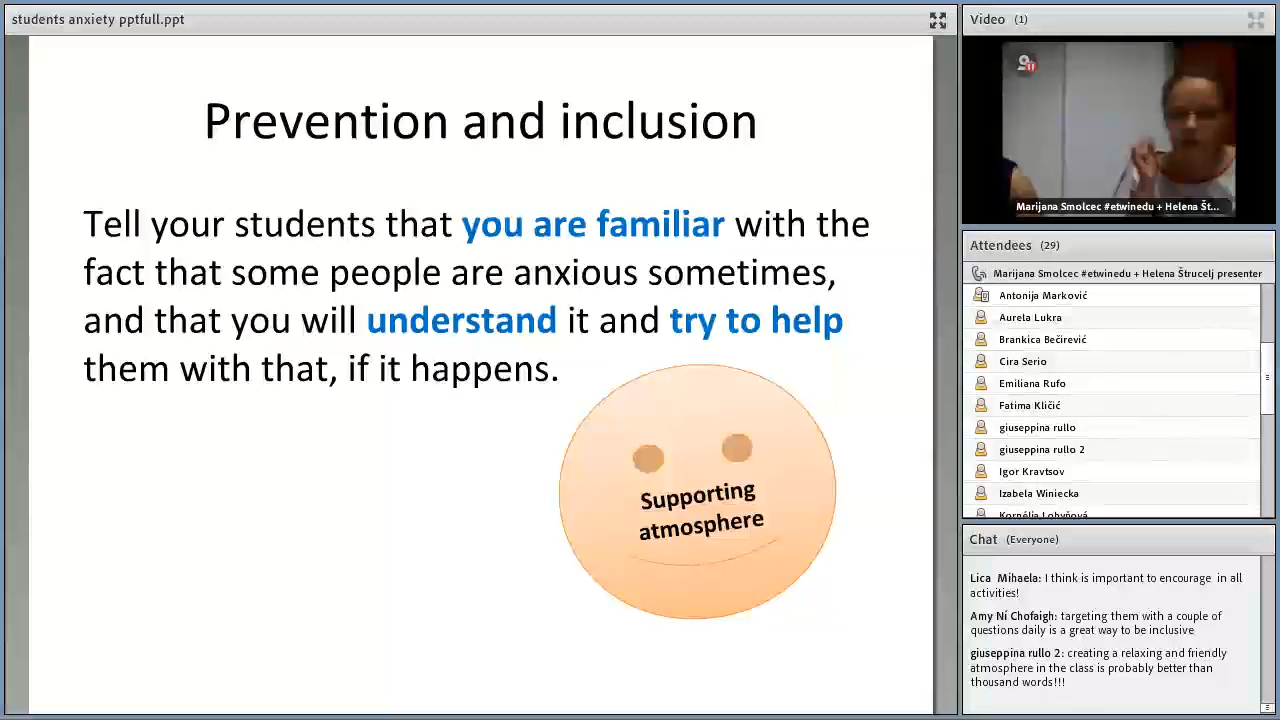 students anxiety pptfull.ppt
Prevention and inclusion
Tell your students that you are familiar with the
fact that some people are anxious sometimes,
and that you will understand it and try to help
them with that, if it happens.
Supporting
atmosphere
Video (1)
Marijana Smolcec #etwinedu + Helena Št...
Attendees (29)
Marijana Smolcec #etwinedu + Helena Štrucelj presenter
Antonija Marković
Aurela Lukra
Brankica Bečirević
Cira Serio
Emiliana Rufo
Fatima Kličić
giuseppina rullo
giuseppina rullo 2
Igor Kravtsov
Izabela Winiecka
Chat (Everyone)
Lica Mihaela: I think is important to encourage in all
activities!
Amy Ní Chofaigh: targeting them with a couple of
questions daily is a great way to be inclusive
giuseppina rullo 2: creating a relaxing and friendly
atmosphere in the class is probably better than
thousand words!!!